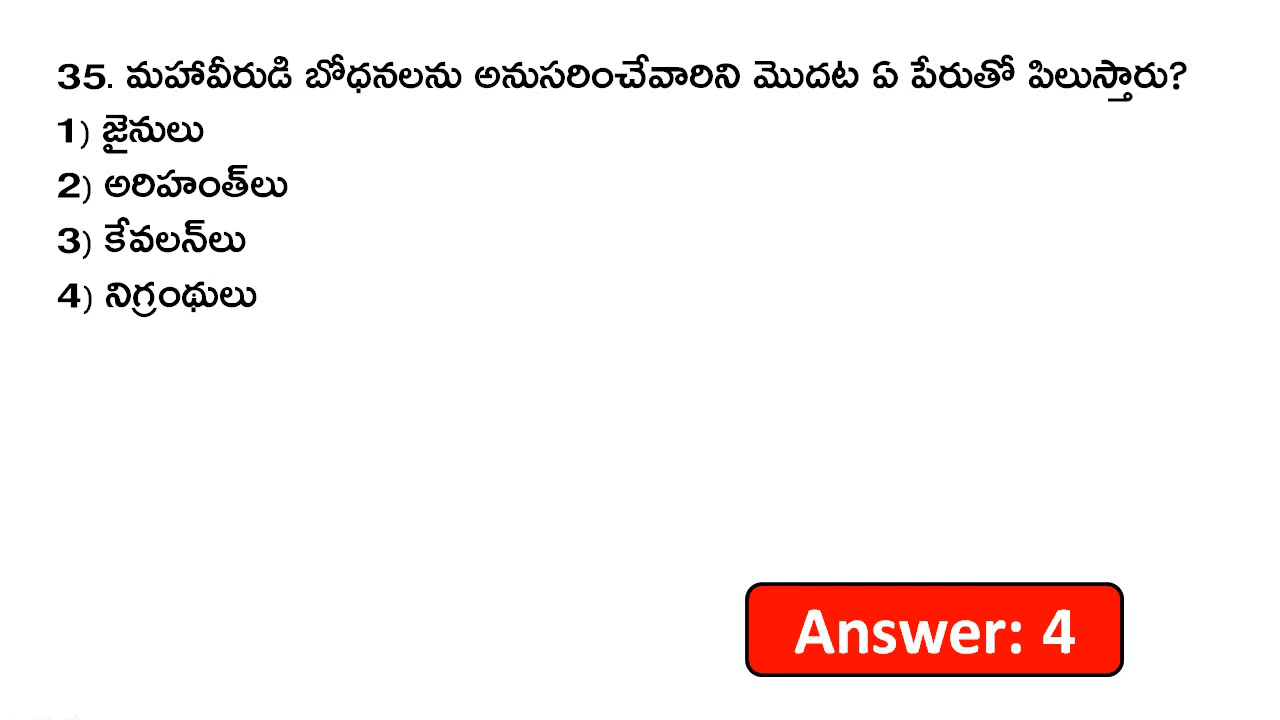 35. మహావీరుడి బోధనలను అనుసరించేవారిని మొదట ఏ పేరుతో పిలుస్తారు?
1) జైనులు
2) అరిహంత్‌లు
3) కేవలన్‌లు
4) నిగ్రంథులు
Answer: 4